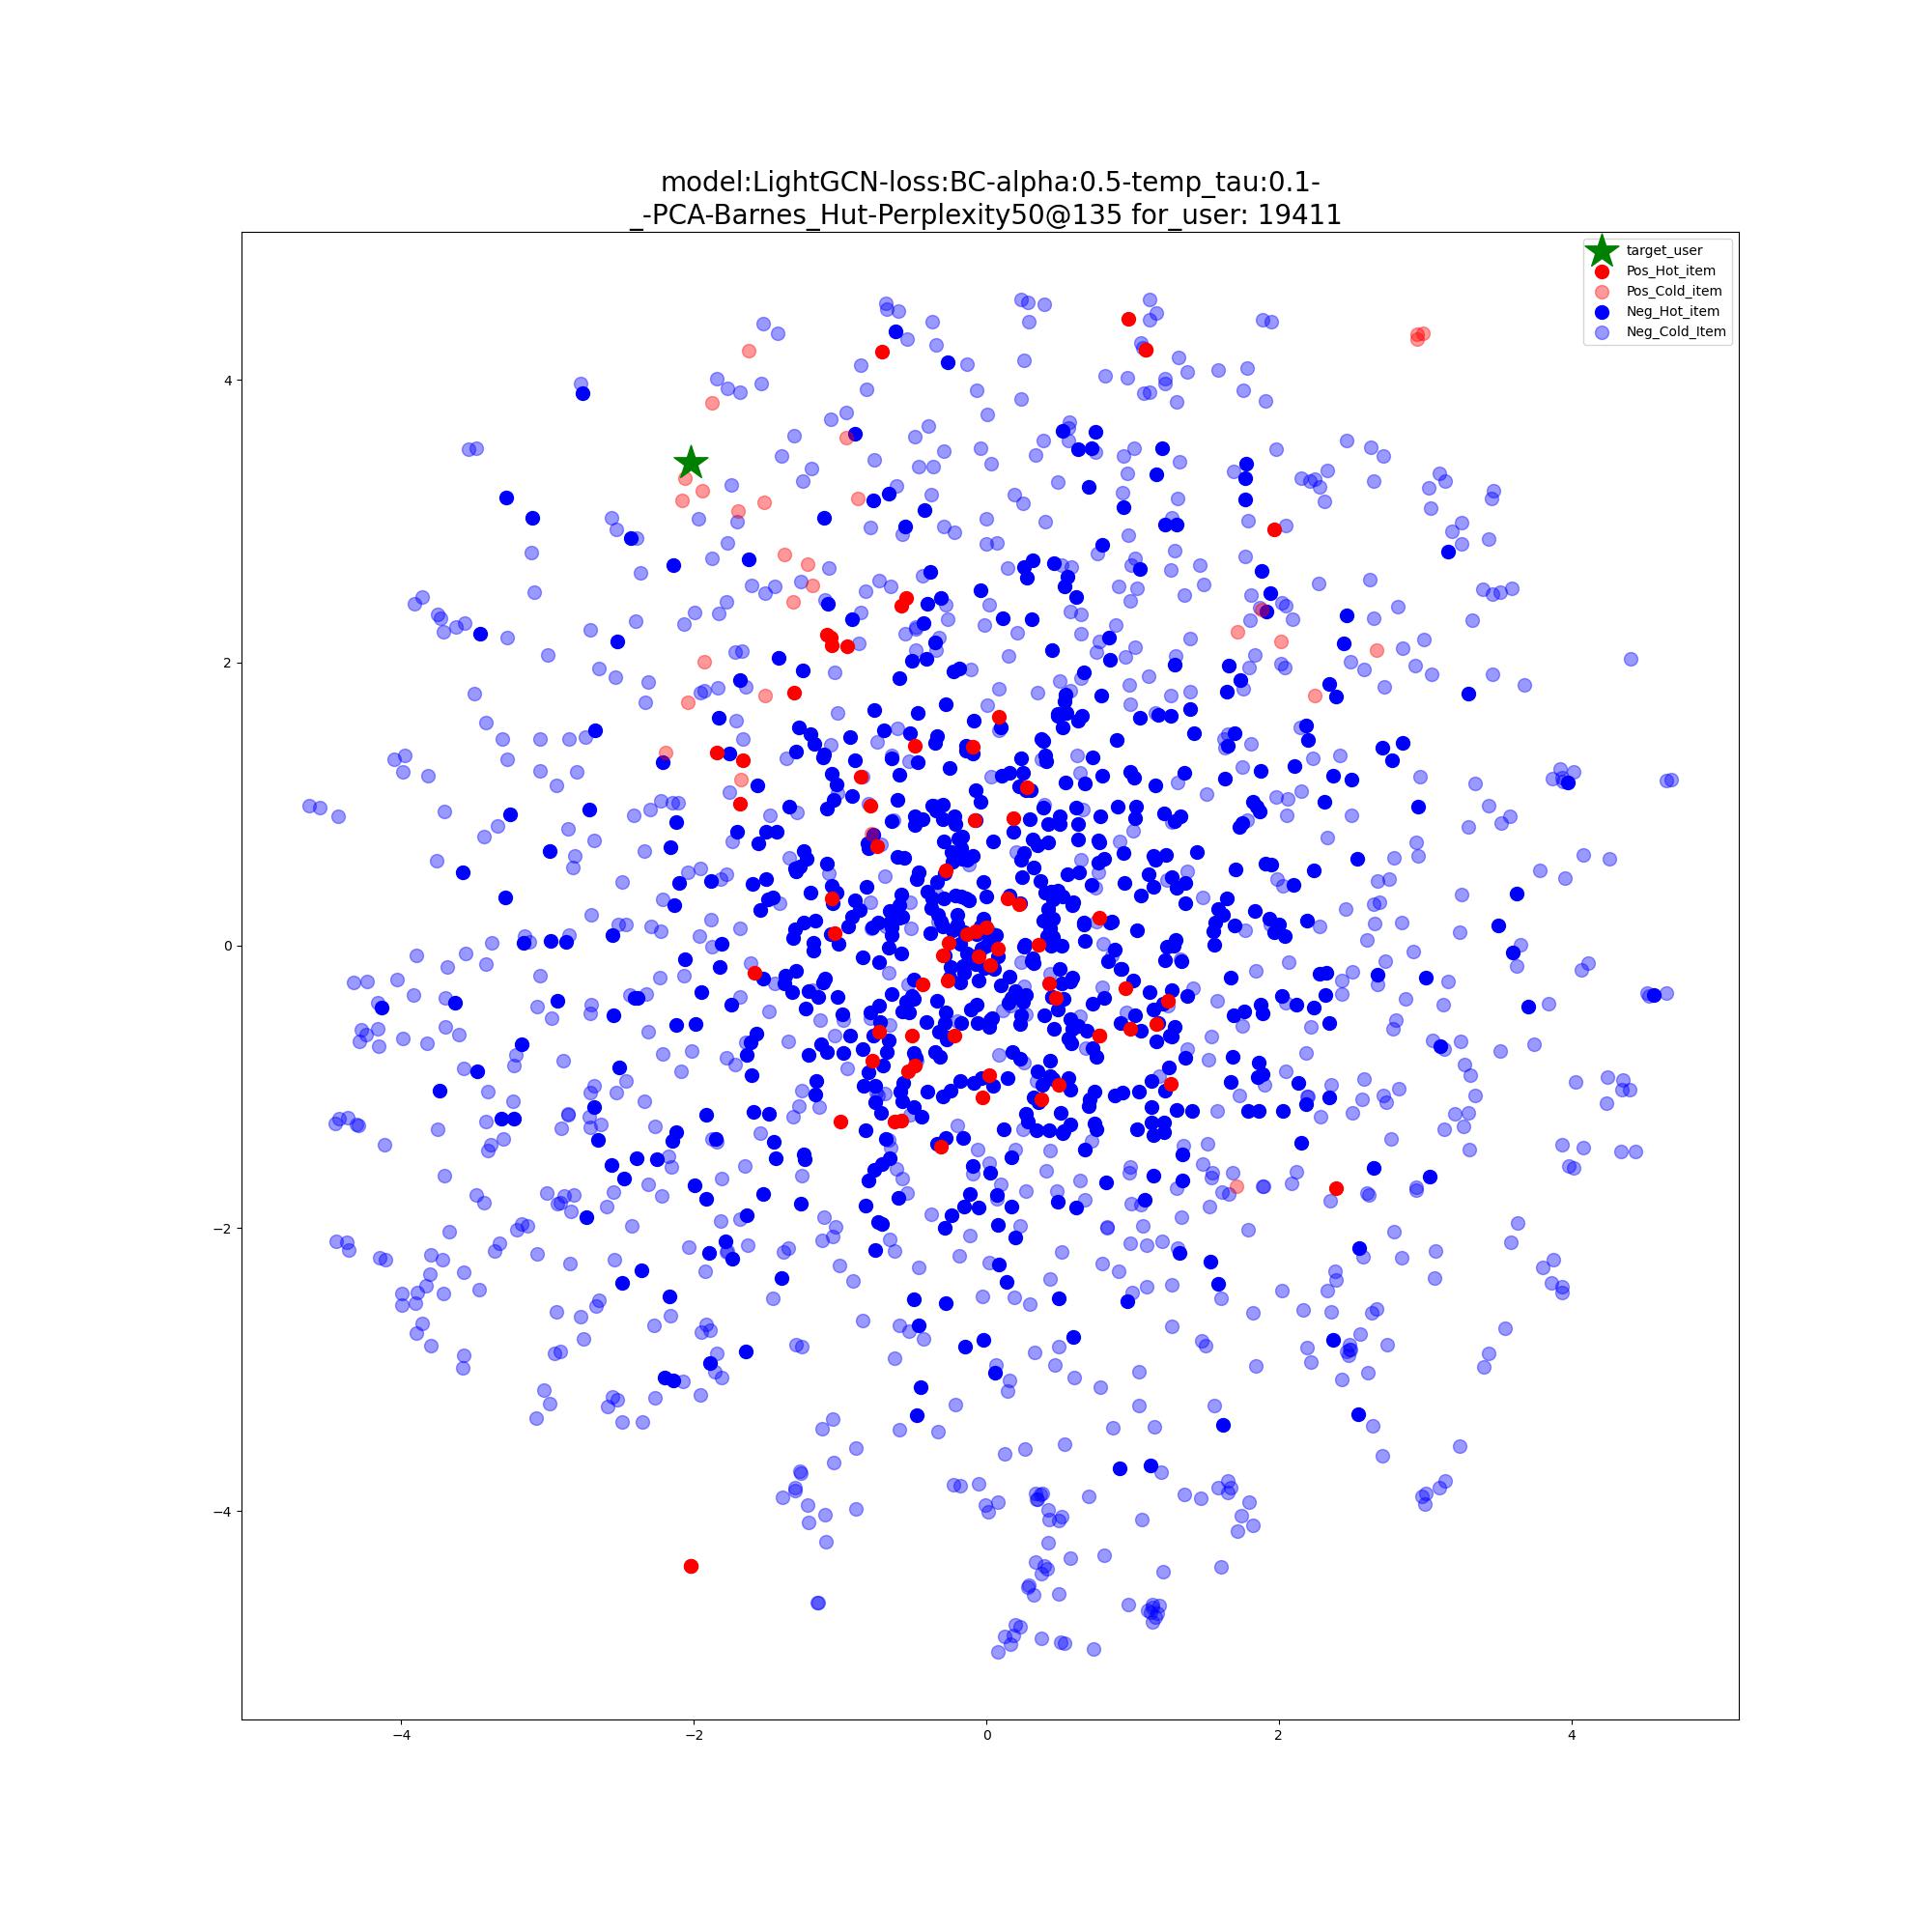 model:LightGCN-loss:BC-alpha:0.5-temp_tau:0.1-
_-PCA-Barnes_Hut-Perplexity50@135 for_user: 19411
target_user
Pos_Hot_item
Pos_Cold_item
Neg_Hot_item
Neg_Cold_Item
4
2
0
−2
−4
−4
−2
0
2
4